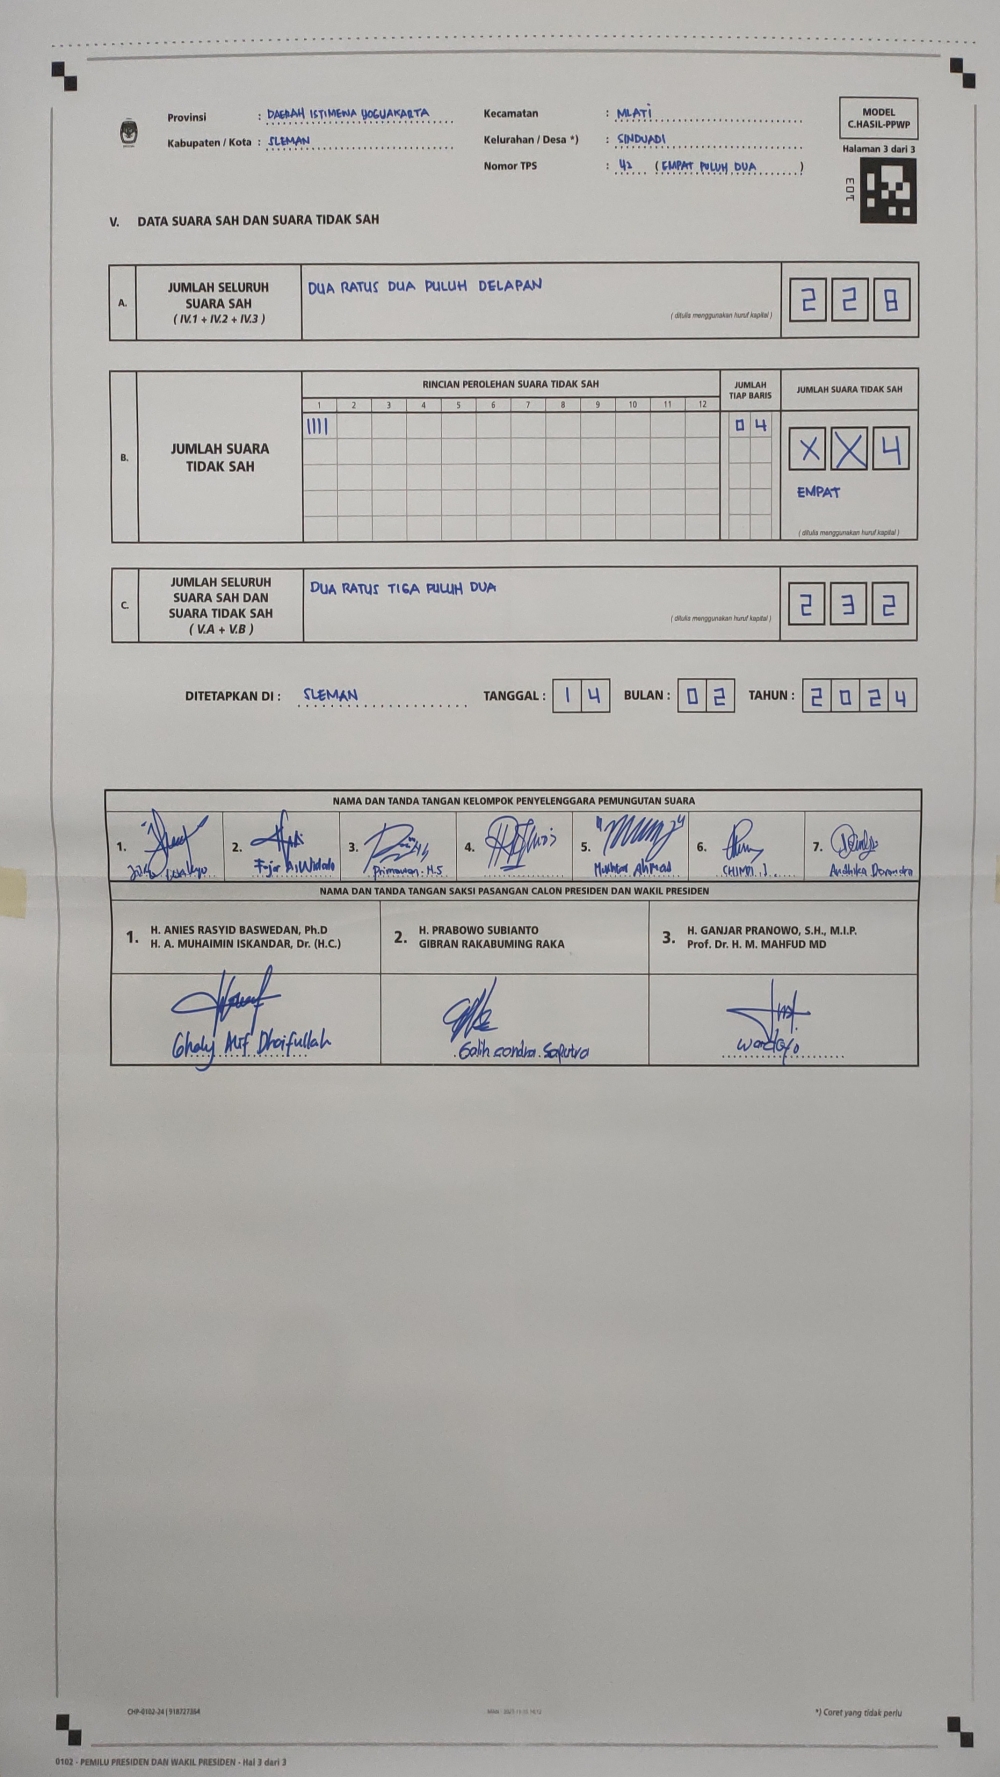 Provinsi : DAERAH ISTIMEWA YOGYAKARTA
Kabupaten / Kota : SLEMAN
Kecamatan : MLATI
Kelurahan / Desa *) : SINDUADI
Nomor TPS : 42 ( EMPAT PULUH DUA )
MODEL
C.HASIL-PPWP
Halaman 3 dari 3
V. DATA SUARA SAH DAN SUARA TIDAK SAH
A. JUMLAH SELURUH
SUARA SAH
( IV.1 + IV.2 + IV.3 )
DUA RATUS DUA PULUH DELAPAN
( ditulis menggunakan huruf kapital )
2 2 8
B. JUMLAH SUARA
TIDAK SAH
RINCIAN PEROLEHAN SUARA TIDAK SAH
1 2 3 4 5 6 7 8 9 10 11 12
IIII
JUMLAH
TIAP BARIS
0 4
JUMLAH SUARA TIDAK SAH
X X 4
EMPAT
( ditulis menggunakan huruf kapital )
C. JUMLAH SELURUH
SUARA SAH DAN
SUARA TIDAK SAH
( V.A + V.B )
DUA RATUS TIGA PULUH DUA
( ditulis menggunakan huruf kapital )
2 3 2
DITETAPKAN DI : SLEMAN TANGGAL : 1 4 BULAN : 0 2 TAHUN : 2 0 2 4
NAMA DAN TANDA TANGAN KELOMPOK PENYELENGGARA PEMUNGUTAN SUARA
1.
2. Fajar A. Widodo
3. Primawan. H.S
4.
5. Mukhtar Ahmad
6.
7. Andhika
NAMA DAN TANDA TANGAN SAKSI PASANGAN CALON PRESIDEN DAN WAKIL PRESIDEN
1. H. ANIES RASYID BASWEDAN, Ph.D
H. A. MUHAIMIN ISKANDAR, Dr. (H.C.)
2. H. PRABOWO SUBIANTO
GIBRAN RAKABUMING RAKA
3. H. GANJAR PRANOWO, S.H., M.I.P.
Prof. Dr. H. M. MAHFUD MD
Ghaly Alif Dhaifullah
Galih Candra Saputra
Wardoyo
CHP-0102-24 | 918727354
*) Coret yang tidak perlu
0102 - PEMILU PRESIDEN DAN WAKIL PRESIDEN - Hal 3 dari 3